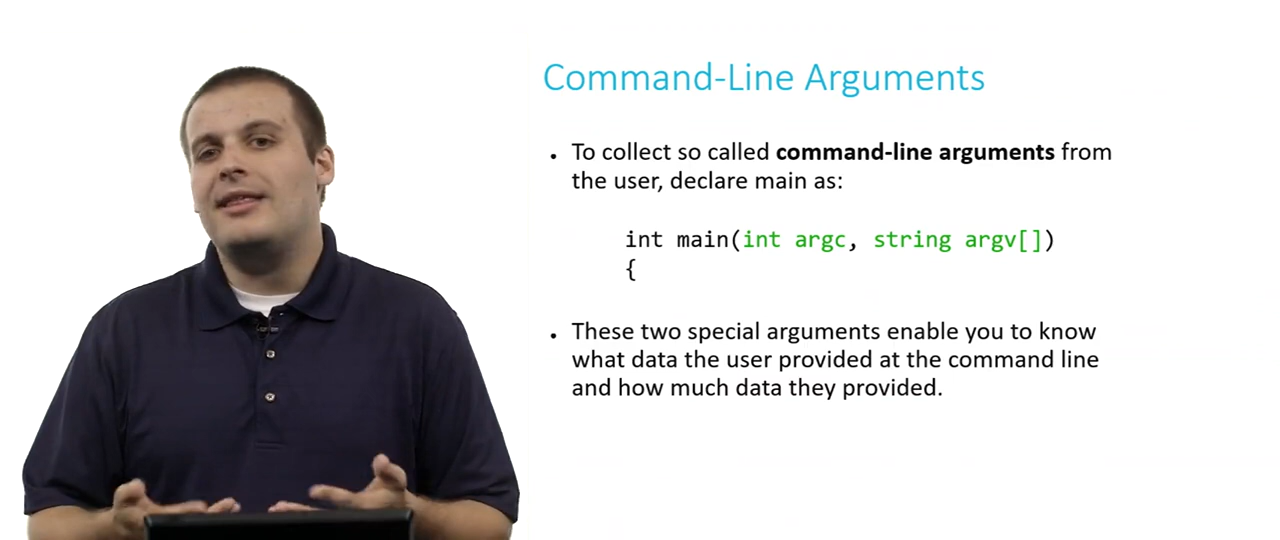 Command-Line Arguments
• To collect so called command-line arguments from
the user, declare main as:
int main(int argc, string argv[])
{
• These two special arguments enable you to know
what data the user provided at the command line
and how much data they provided.